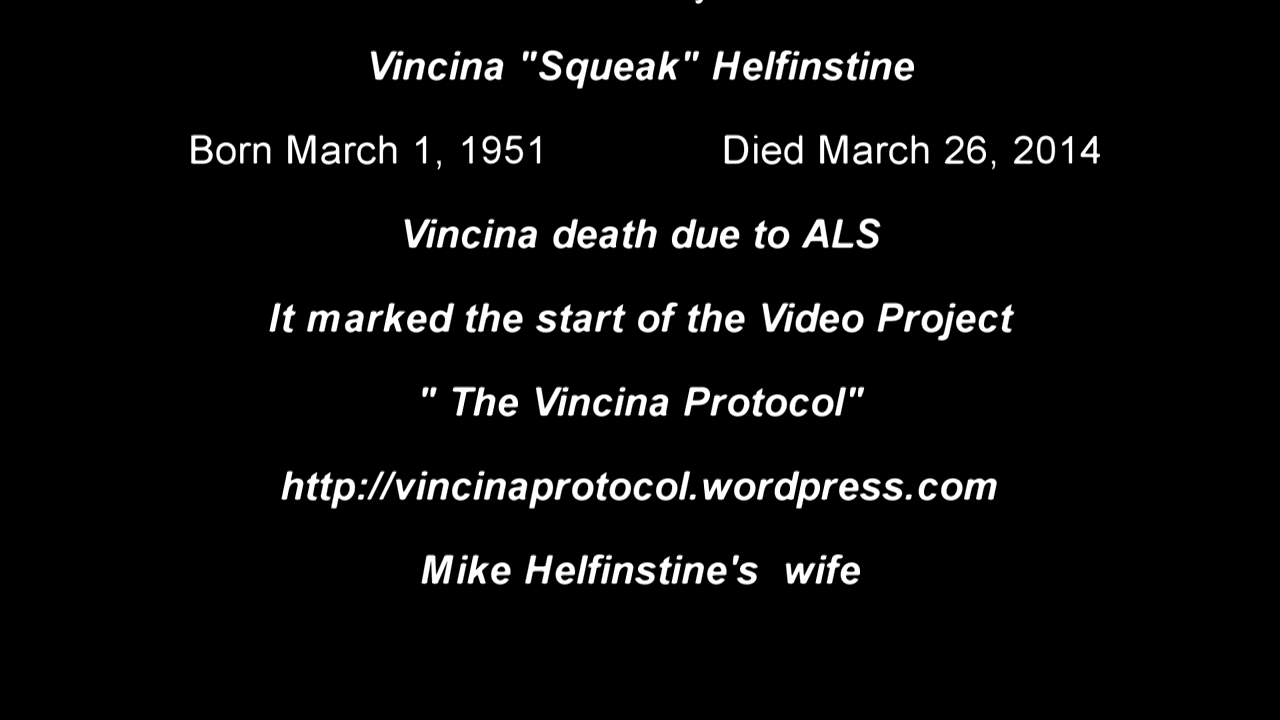 Vincina "Squeak" Helfinstine
Born March 1, 1951 Died March 26, 2014
Vincina death due to ALS
It marked the start of the Video Project
" The Vincina Protocol"
http://vincinaprotocol.wordpress.com
Mike Helfinstine's  wife